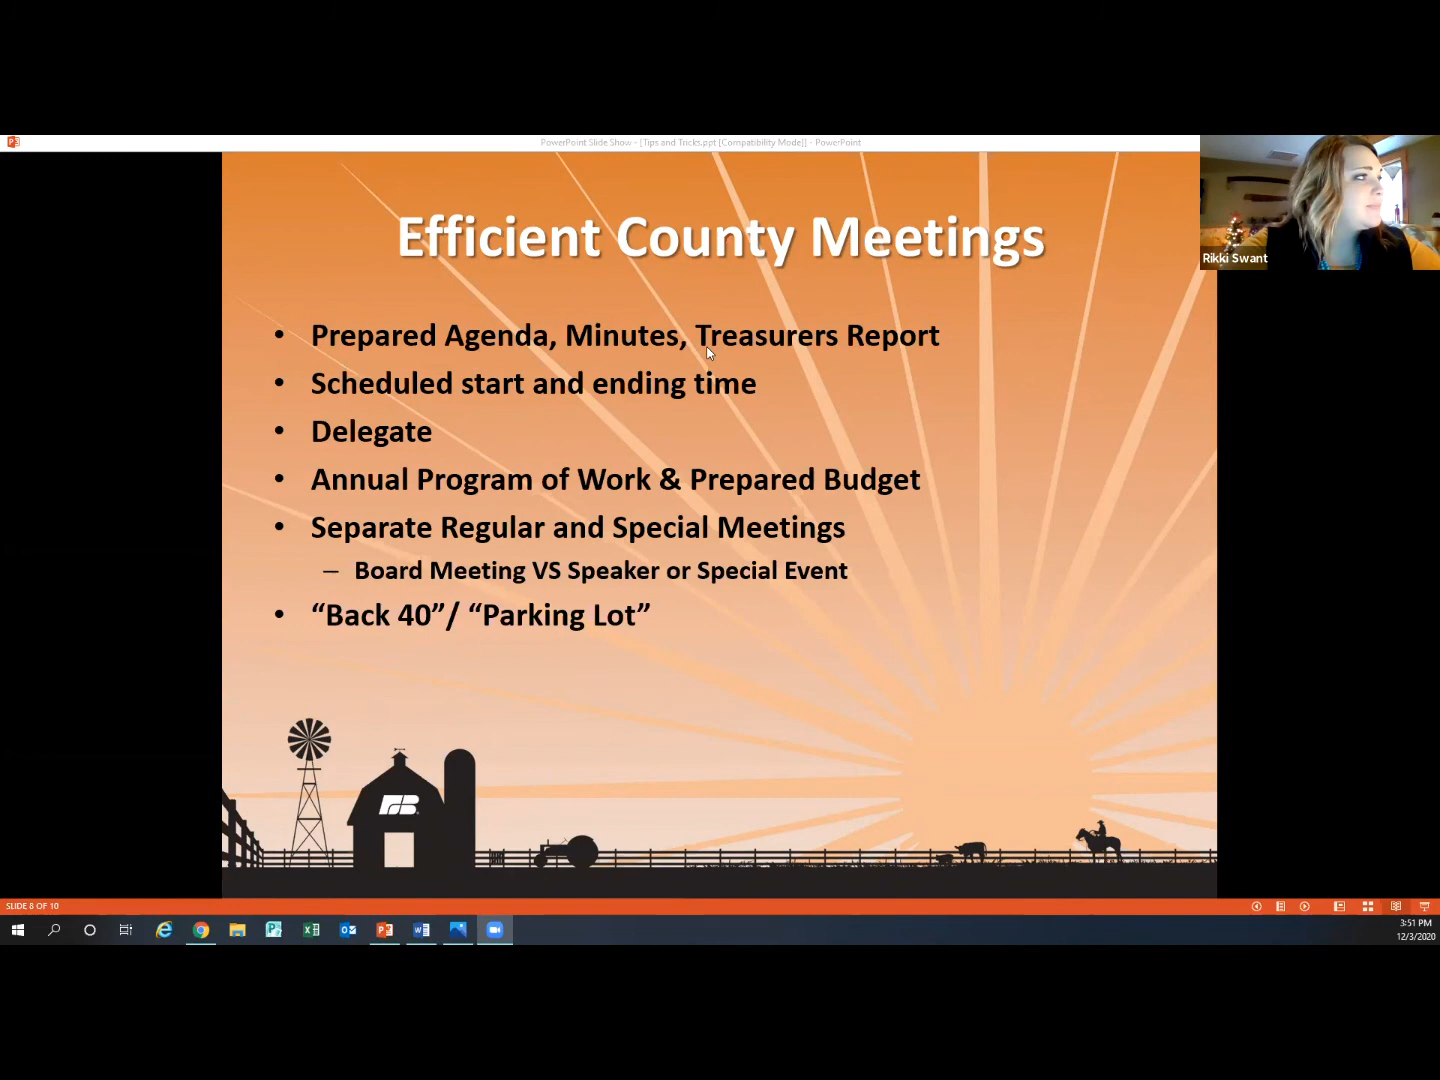 PowerPoint Slide Show - [Tips and Tricks.ppt [Compatibility Mode]] - PowerPoint
Rikki Swant
Efficient County Meetings
• Prepared Agenda, Minutes, Treasurers Report
• Scheduled start and ending time
• Delegate
• Annual Program of Work & Prepared Budget
• Separate Regular and Special Meetings
– Board Meeting VS Speaker or Special Event
• “Back 40”/ “Parking Lot”
FB
SLIDE 8 OF 10
3:51 PM
12/3/2020